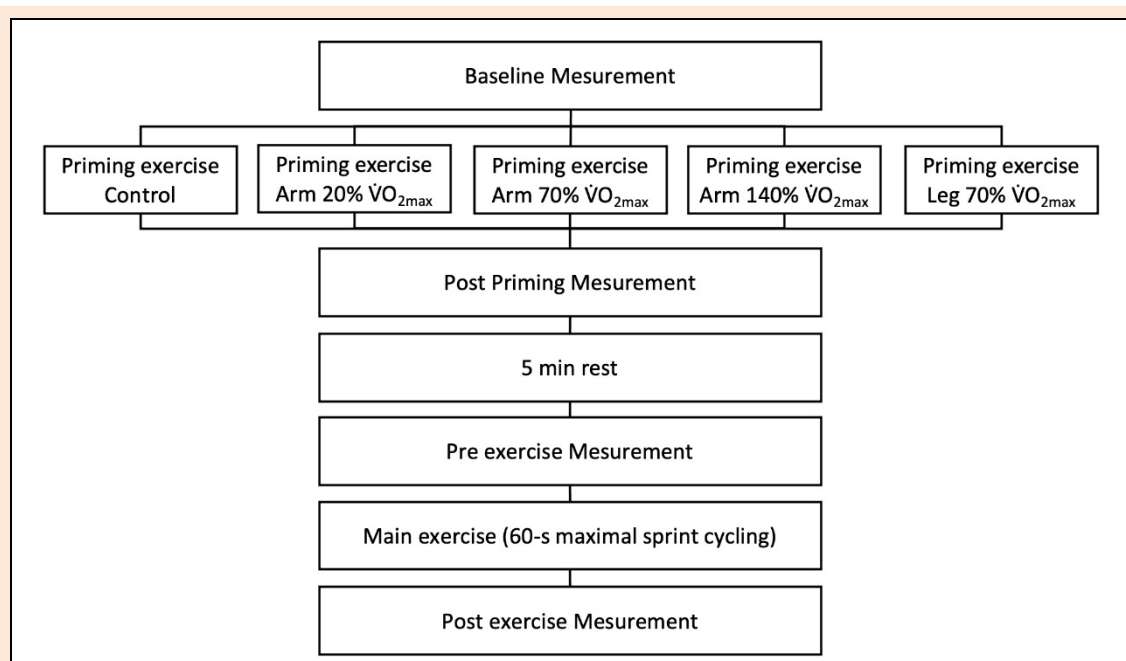 Baseline Mesurement
Priming exercise
Control
Priming exercise
Arm 20% V̇O₂max
Priming exercise
Arm 70% V̇O₂max
Priming exercise
Arm 140% V̇O₂max
Priming exercise
Leg 70% V̇O₂max
Post Priming Mesurement
5 min rest
Pre exercise Mesurement
Main exercise (60-s maximal sprint cycling)
Post exercise Mesurement